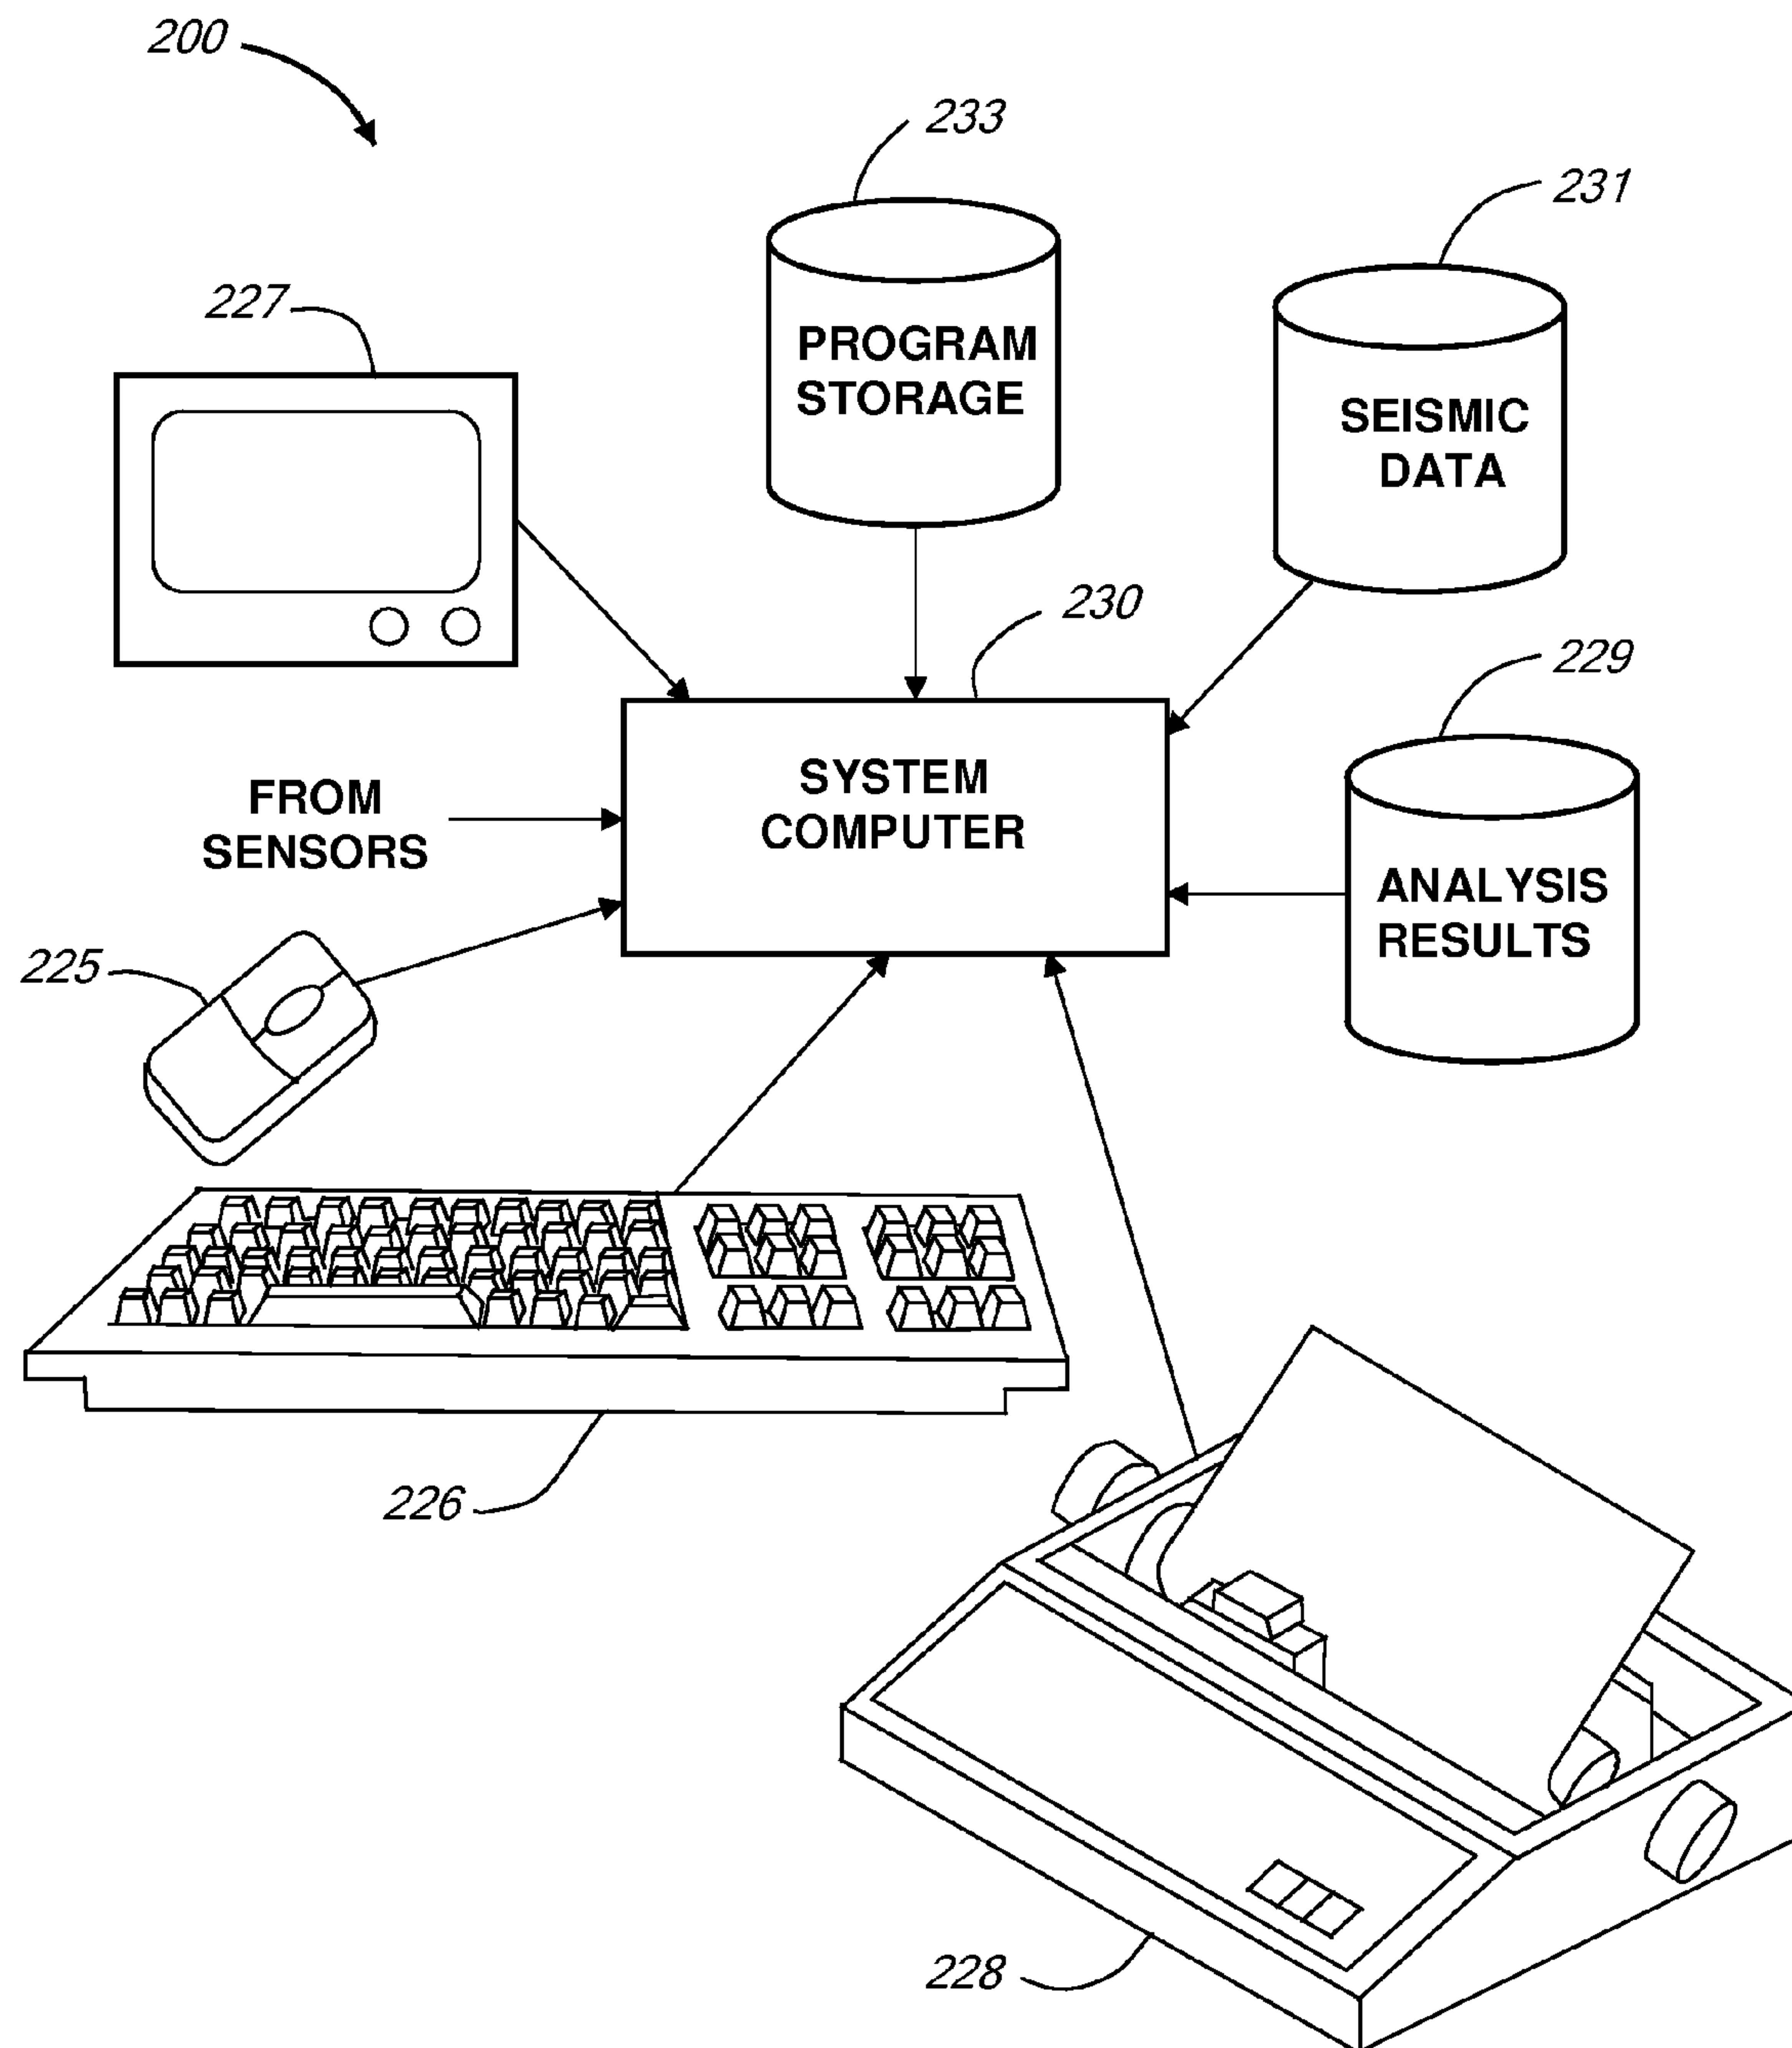 200
233
231
227
PROGRAM
STORAGE
SEISMIC
DATA
230
229
SYSTEM
COMPUTER
FROM
SENSORS
ANALYSIS
RESULTS
225
226
228